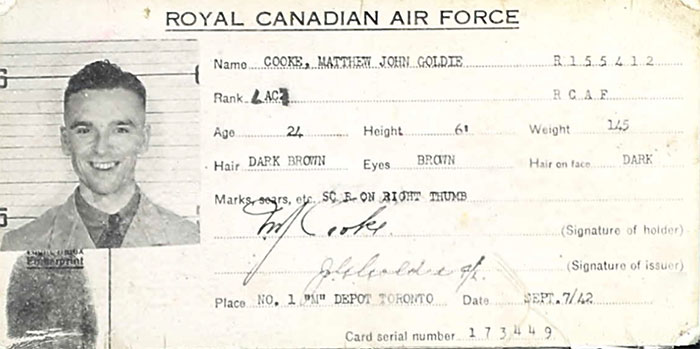 ROYAL CANADIAN AIR FORCE
Name COOKE, MATTHEW JOHN GOLDIE R155412
Rank LAC RCAF
Age 24 Height 6' Weight 145
Hair DARK BROWN Eyes BROWN Hair on face DARK
Marks, scars, etc. SC R ON RIGHT THUMB
Cooke. (Signature of holder)
(Signature of issuer)
Fingerprint
Place NO. 1 "M" DEPOT TORONTO Date SEPT.7/42
Card serial number 173449